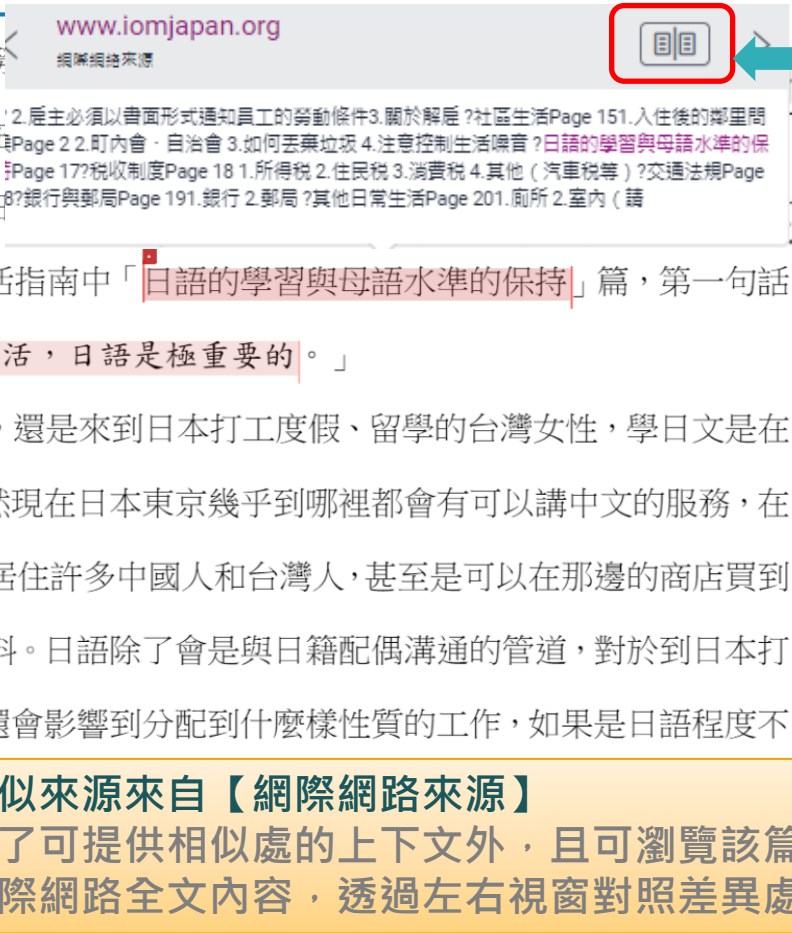 www.iomjapan.org
網際網絡來源
' 2.雇主必須以書面形式通知員工的勞動條件3.關於解雇 ?社區生活Page 151.入住後的鄰里問
Page 2 2.町內會・自治會 3.如何丟棄垃圾 4.注意控制生活噪音 ?日語的學習與母語水準的保
Page 17?稅收制度Page 18 1.所得稅 2.住民稅 3.消費稅 4.其他（汽車稅等）?交通法規Page
8?銀行與郵局Page 191.銀行 2.郵局 ?其他日常生活Page 201.廁所 2.室內（請
活指南中「日語的學習與母語水準的保持」篇，第一句話
活，日語是極重要的。」
，還是來到日本打工度假、留學的台灣女性，學日文是在
然現在日本東京幾乎到哪裡都會有可以講中文的服務，在
居住許多中國人和台灣人，甚至是可以在那邊的商店買到
料。日語除了會是與日籍配偶溝通的管道，對於到日本打
還會影響到分配到什麼樣性質的工作，如果是日語程度不
似來源來自【網際網路來源】
了可提供相似處的上下文外，且可瀏覽該篇
際網路全文內容，透過左右視窗對照差異處